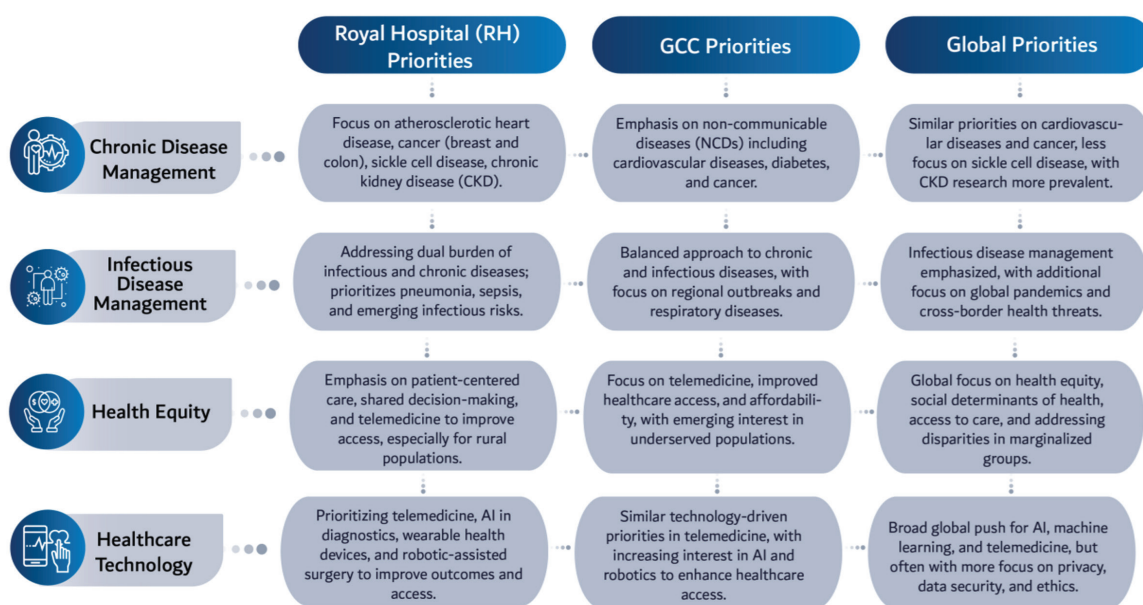 Royal Hospital (RH)
Priorities
GCC Priorities
Global Priorities
Chronic Disease
Management
Focus on atherosclerotic heart
disease, cancer (breast and
colon), sickle cell disease, chronic
kidney disease (CKD).
Emphasis on non-communicable
diseases (NCDs) including
cardiovascular diseases, diabetes,
and cancer.
Similar priorities on cardiovascu-
lar diseases and cancer, less
focus on sickle cell disease, with
CKD research more prevalent.
Infectious
Disease
Management
Addressing dual burden of
infectious and chronic diseases;
prioritizes pneumonia, sepsis,
and emerging infectious risks.
Balanced approach to chronic
and infectious diseases, with
focus on regional outbreaks and
respiratory diseases.
Infectious disease management
emphasized, with additional
focus on global pandemics and
cross-border health threats.
Health Equity
Emphasis on patient-centered
care, shared decision-making,
and telemedicine to improve
access, especially for rural
populations.
Focus on telemedicine, improved
healthcare access, and affordabili-
ty, with emerging interest in
underserved populations.
Global focus on health equity,
social determinants of health,
access to care, and addressing
disparities in marginalized
groups.
Healthcare
Technology
Prioritizing telemedicine, AI in
diagnostics, wearable health
devices, and robotic-assisted
surgery to improve outcomes and
access.
Similar technology-driven
priorities in telemedicine, with
increasing interest in AI and
robotics to enhance healthcare
access.
Broad global push for AI, machine
learning, and telemedicine, but
often with more focus on privacy,
data security, and ethics.